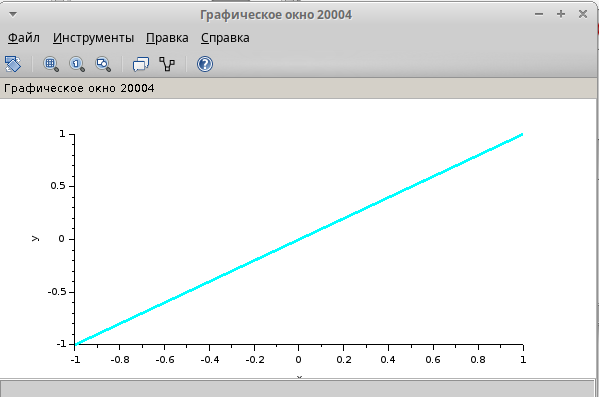 Графическое окно 20004
Файл Инструменты Правка Справка
Графическое окно 20004
1
0.5
y
0
-0.5
-1
-1 -0.8 -0.6 -0.4 -0.2 0 0.2 0.4 0.6 0.8 1